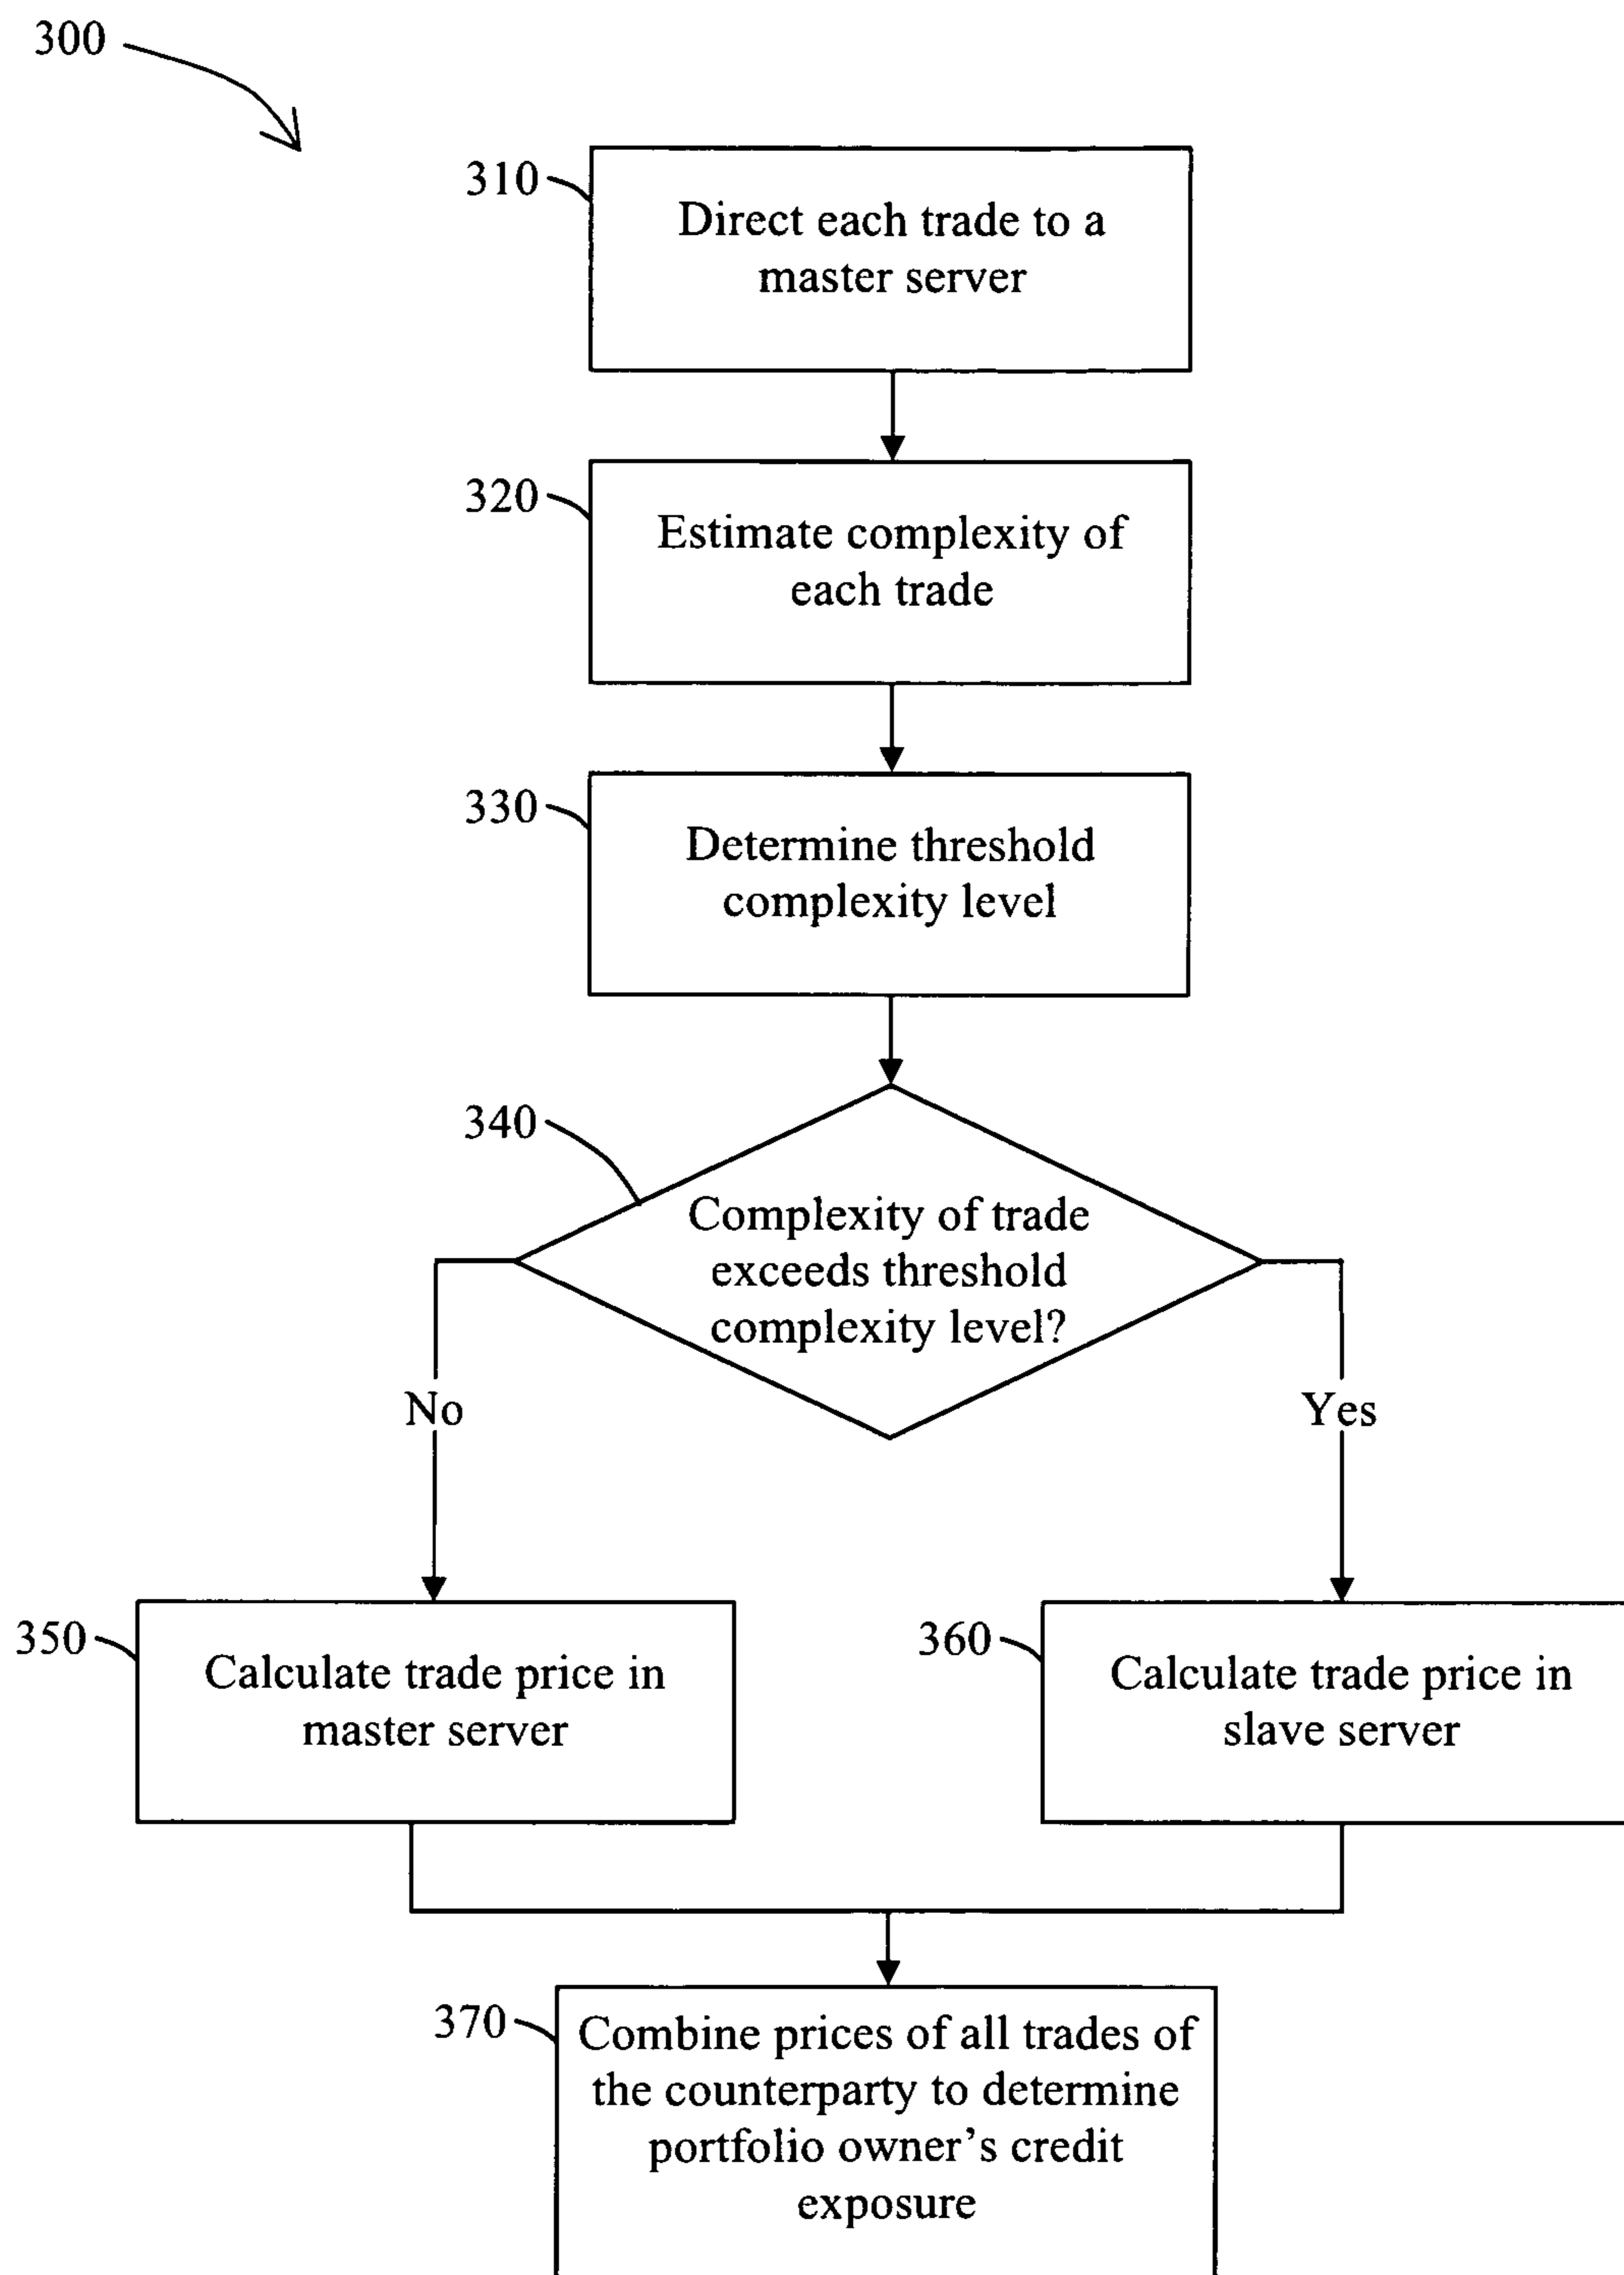 300
310
Direct each trade to a
master server
320
Estimate complexity of
each trade
330
Determine threshold
complexity level
340
Complexity of trade
exceeds threshold
complexity level?
No
Yes
350
Calculate trade price in
master server
360
Calculate trade price in
slave server
370
Combine prices of all trades of
the counterparty to determine
portfolio owner’s credit
exposure